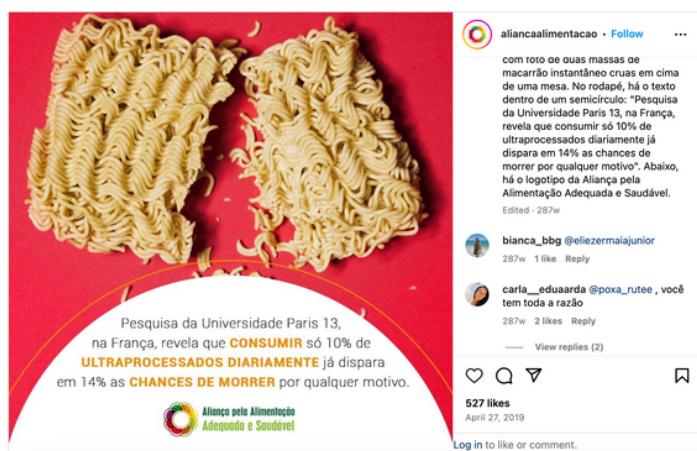 Pesquisa da Universidade Paris 13,
na França, revela que CONSUMIR só 10% de
ULTRAPROCESSADOS DIARIAMENTE já dispara
em 14% as CHANCES DE MORRER por qualquer motivo.
Aliança pela Alimentação
Adequada e Saudável
aliancaalimentacao • Follow
com foto de duas massas de
macarrão instantâneo cruas em cima
de uma mesa. No rodapé, há o texto
dentro de um semicírculo: "Pesquisa
da Universidade Paris 13, na França,
revela que consumir só 10% de
ultraprocessados diariamente já
dispara em 14% as chances de
morrer por qualquer motivo". Abaixo,
há o logotipo da Aliança pela
Alimentação Adequada e Saudável.
Edited · 287w
bianca_bbg @eliezermaiajunior
287w 1 like Reply
carla__eduaarda @poxa_rutee , você
tem toda a razão
287w 2 likes Reply
View replies (2)
527 likes
April 27, 2019
Log in to like or comment.